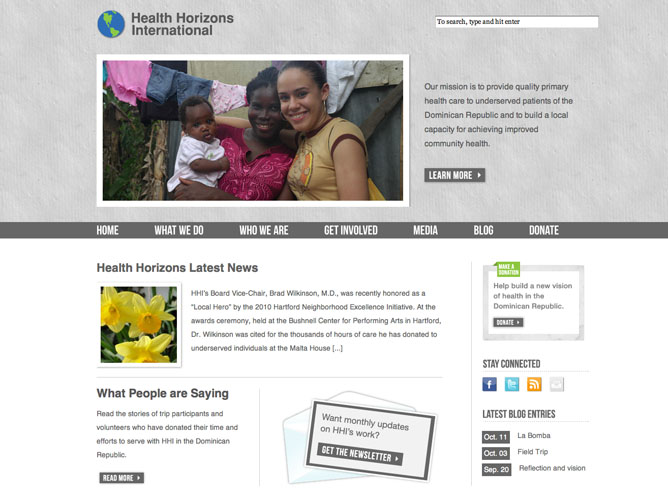 Health Horizons
International
To search, type and hit enter
Our mission is to provide quality primary
health care to underserved patients of the
Dominican Republic and to build a local
capacity for achieving improved
community health.
LEARN MORE
HOME WHAT WE DO WHO WE ARE GET INVOLVED MEDIA BLOG DONATE
Health Horizons Latest News
HHI's Board Vice-Chair, Brad Wilkinson, M.D., was recently honored as a
"Local Hero" by the 2010 Hartford Neighborhood Excellence Initiative. At the
awards ceremony, held at the Bushnell Center for Performing Arts in Hartford,
Dr. Wilkinson was cited for the thousands of hours of care he has donated to
underserved individuals at the Malta House [...]
What People are Saying
Read the stories of trip participants and
volunteers who have donated their time and
efforts to serve with HHI in the Dominican
Republic.
READ MORE
Want monthly updates
on HHI's work?
GET THE NEWSLETTER
MAKE A
DONATION
Help build a new vision
of health in the
Dominican Republic.
DONATE
STAY CONNECTED
LATEST BLOG ENTRIES
Oct. 11 La Bomba
Oct. 03 Field Trip
Sep. 20 Reflection and vision